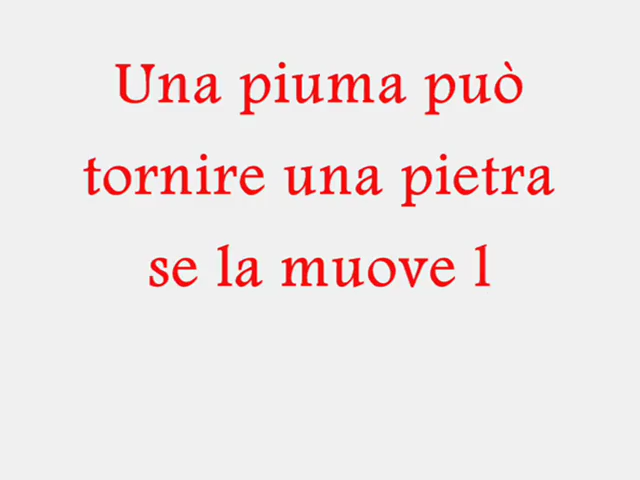 Una piuma può
tornire una pietra
se la muove l